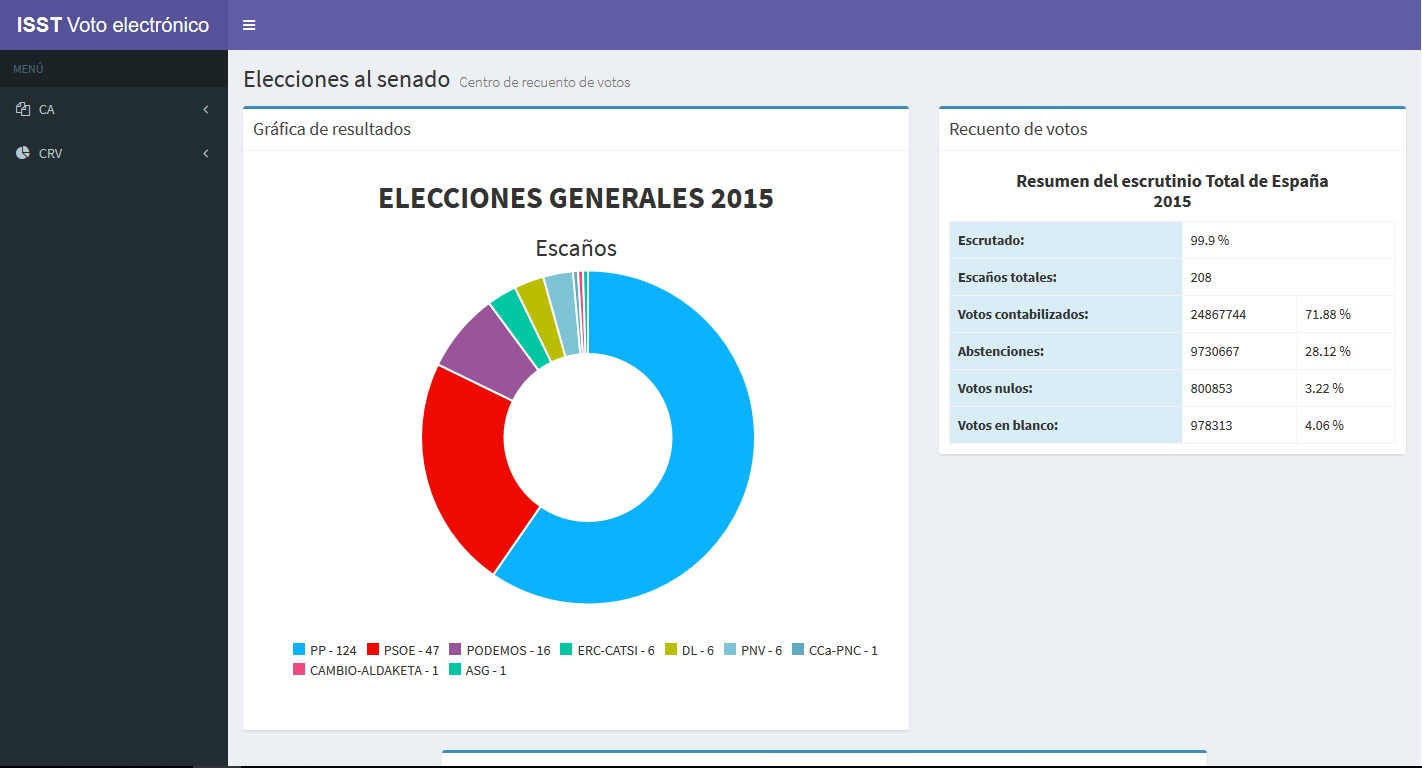 ISST Voto electrónico
MENÚ
CA
CRV
Elecciones al senado Centro de recuento de votos
Gráfica de resultados
ELECCIONES GENERALES 2015
Escaños
PP - 124 PSOE - 47 PODEMOS - 16 ERC-CATSI - 6 DL - 6 PNV - 6 CCa-PNC - 1
CAMBIO-ALDAKETA - 1 ASG - 1
Recuento de votos
Resumen del escrutinio Total de España
2015
Escrutado: 99.9 %
Escaños totales: 208
Votos contabilizados: 24867744 71.88 %
Abstenciones: 9730667 28.12 %
Votos nulos: 800853 3.22 %
Votos en blanco: 978313 4.06 %